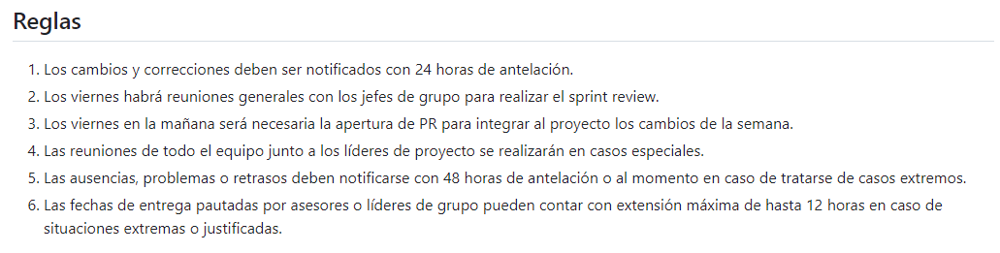 Reglas
1. Los cambios y correcciones deben ser notificados con 24 horas de antelación.
2. Los viernes habrá reuniones generales con los jefes de grupo para realizar el sprint review.
3. Los viernes en la mañana será necesaria la apertura de PR para integrar al proyecto los cambios de la semana.
4. Las reuniones de todo el equipo junto a los líderes de proyecto se realizarán en casos especiales.
5. Las ausencias, problemas o retrasos deben notificarse con 48 horas de antelación o al momento en caso de tratarse de casos extremos.
6. Las fechas de entrega pautadas por asesores o líderes de grupo pueden contar con extensión máxima de hasta 12 horas en caso de
situaciones extremas o justificadas.